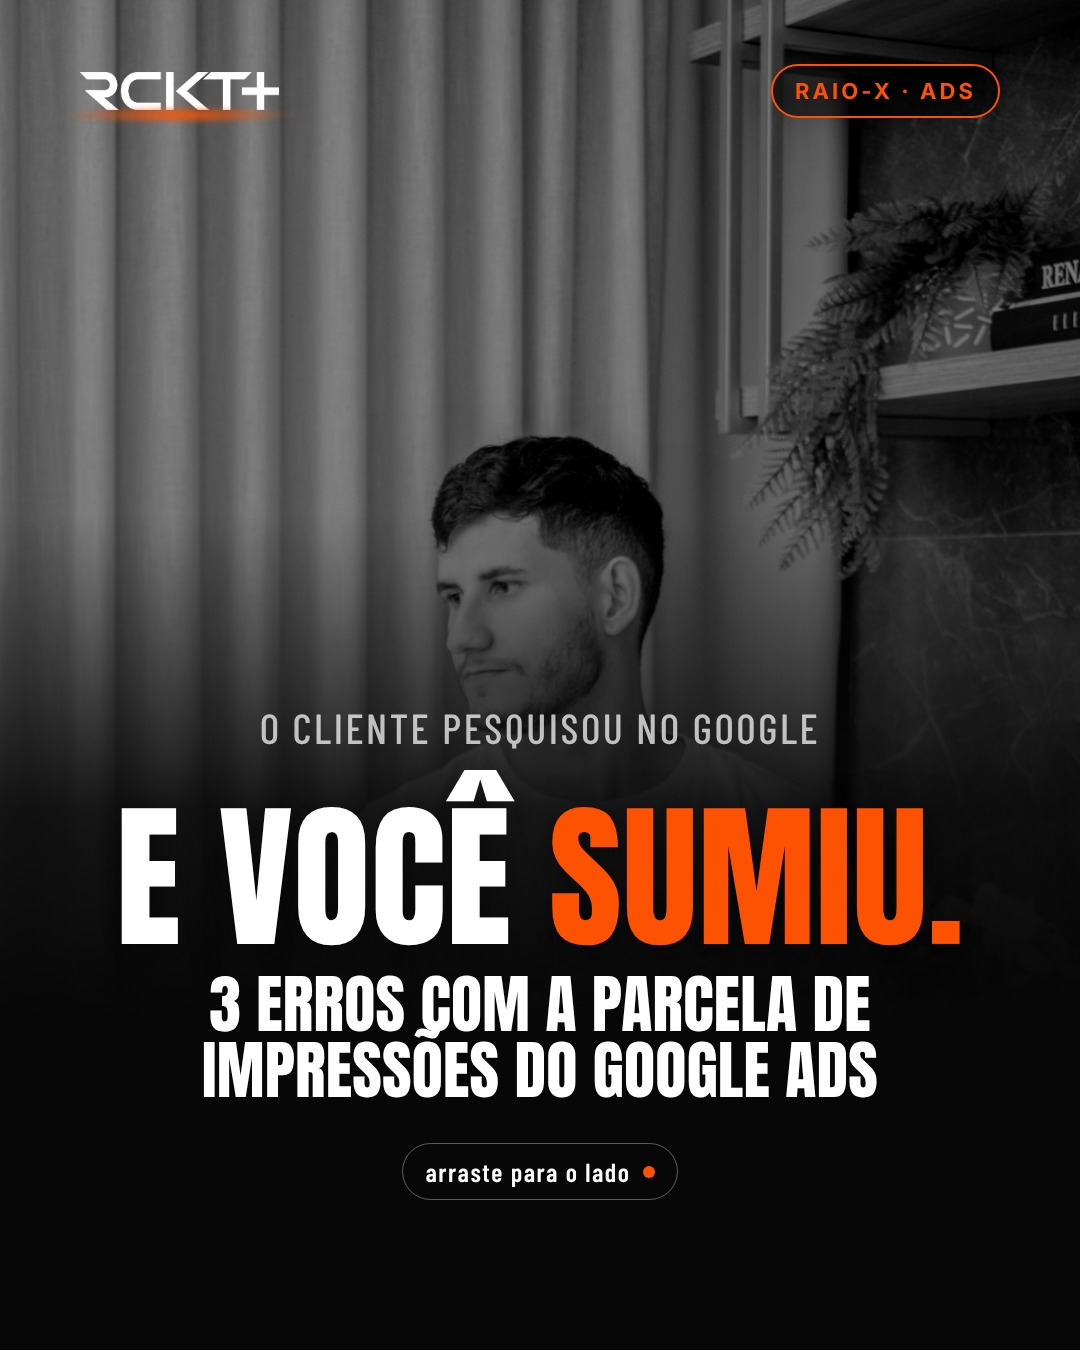 RCKT+
RAIO-X · ADS
O CLIENTE PESQUISOU NO GOOGLE
E VOCÊ SUMIU.
3 ERROS COM A PARCELA DE
IMPRESSÕES DO GOOGLE ADS
arraste para o lado